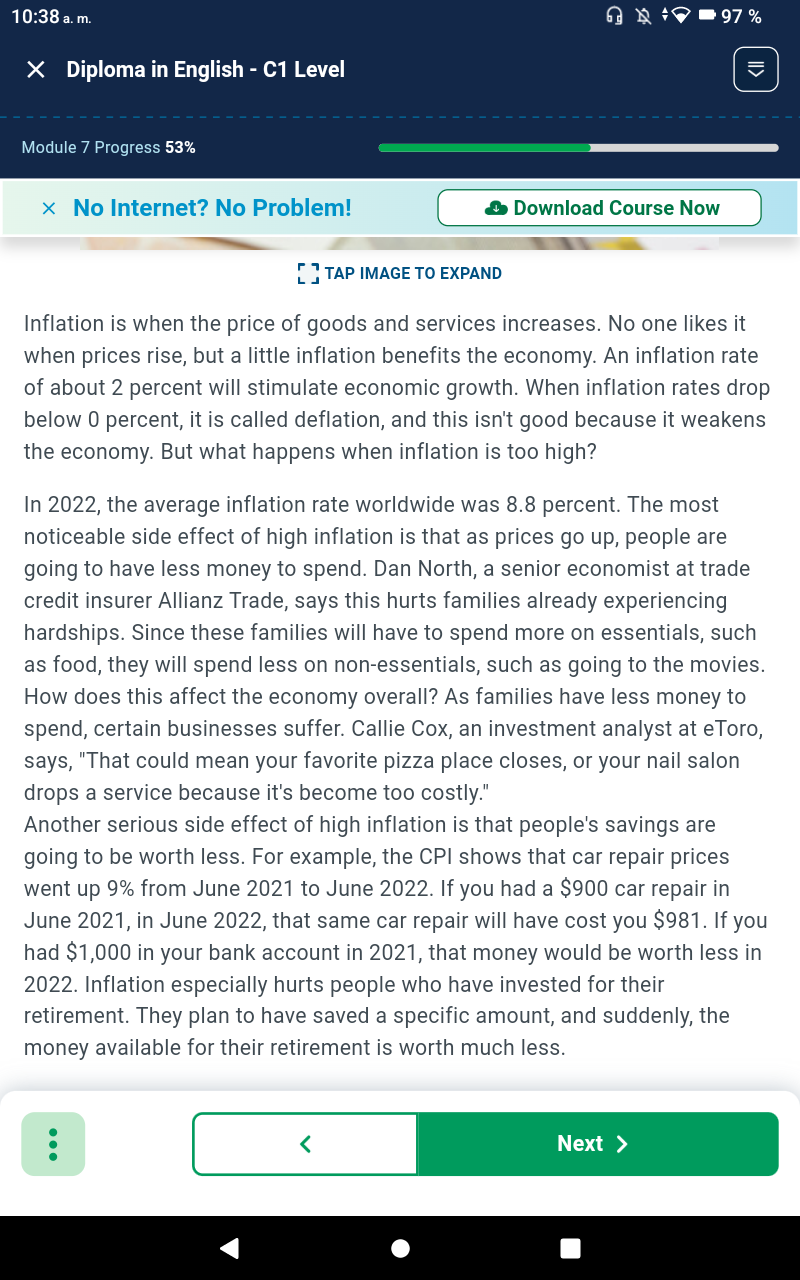 10:38 a. m.
97 %
Diploma in English - C1 Level
Module 7 Progress 53%
No Internet? No Problem!
Download Course Now
TAP IMAGE TO EXPAND
Inflation is when the price of goods and services increases. No one likes it
when prices rise, but a little inflation benefits the economy. An inflation rate
of about 2 percent will stimulate economic growth. When inflation rates drop
below 0 percent, it is called deflation, and this isn't good because it weakens
the economy. But what happens when inflation is too high?
In 2022, the average inflation rate worldwide was 8.8 percent. The most
noticeable side effect of high inflation is that as prices go up, people are
going to have less money to spend. Dan North, a senior economist at trade
credit insurer Allianz Trade, says this hurts families already experiencing
hardships. Since these families will have to spend more on essentials, such
as food, they will spend less on non-essentials, such as going to the movies.
How does this affect the economy overall? As families have less money to
spend, certain businesses suffer. Callie Cox, an investment analyst at eToro,
says, "That could mean your favorite pizza place closes, or your nail salon
drops a service because it's become too costly."
Another serious side effect of high inflation is that people's savings are
going to be worth less. For example, the CPI shows that car repair prices
went up 9% from June 2021 to June 2022. If you had a $900 car repair in
June 2021, in June 2022, that same car repair will have cost you $981. If you
had $1,000 in your bank account in 2021, that money would be worth less in
2022. Inflation especially hurts people who have invested for their
retirement. They plan to have saved a specific amount, and suddenly, the
money available for their retirement is worth much less.
Next